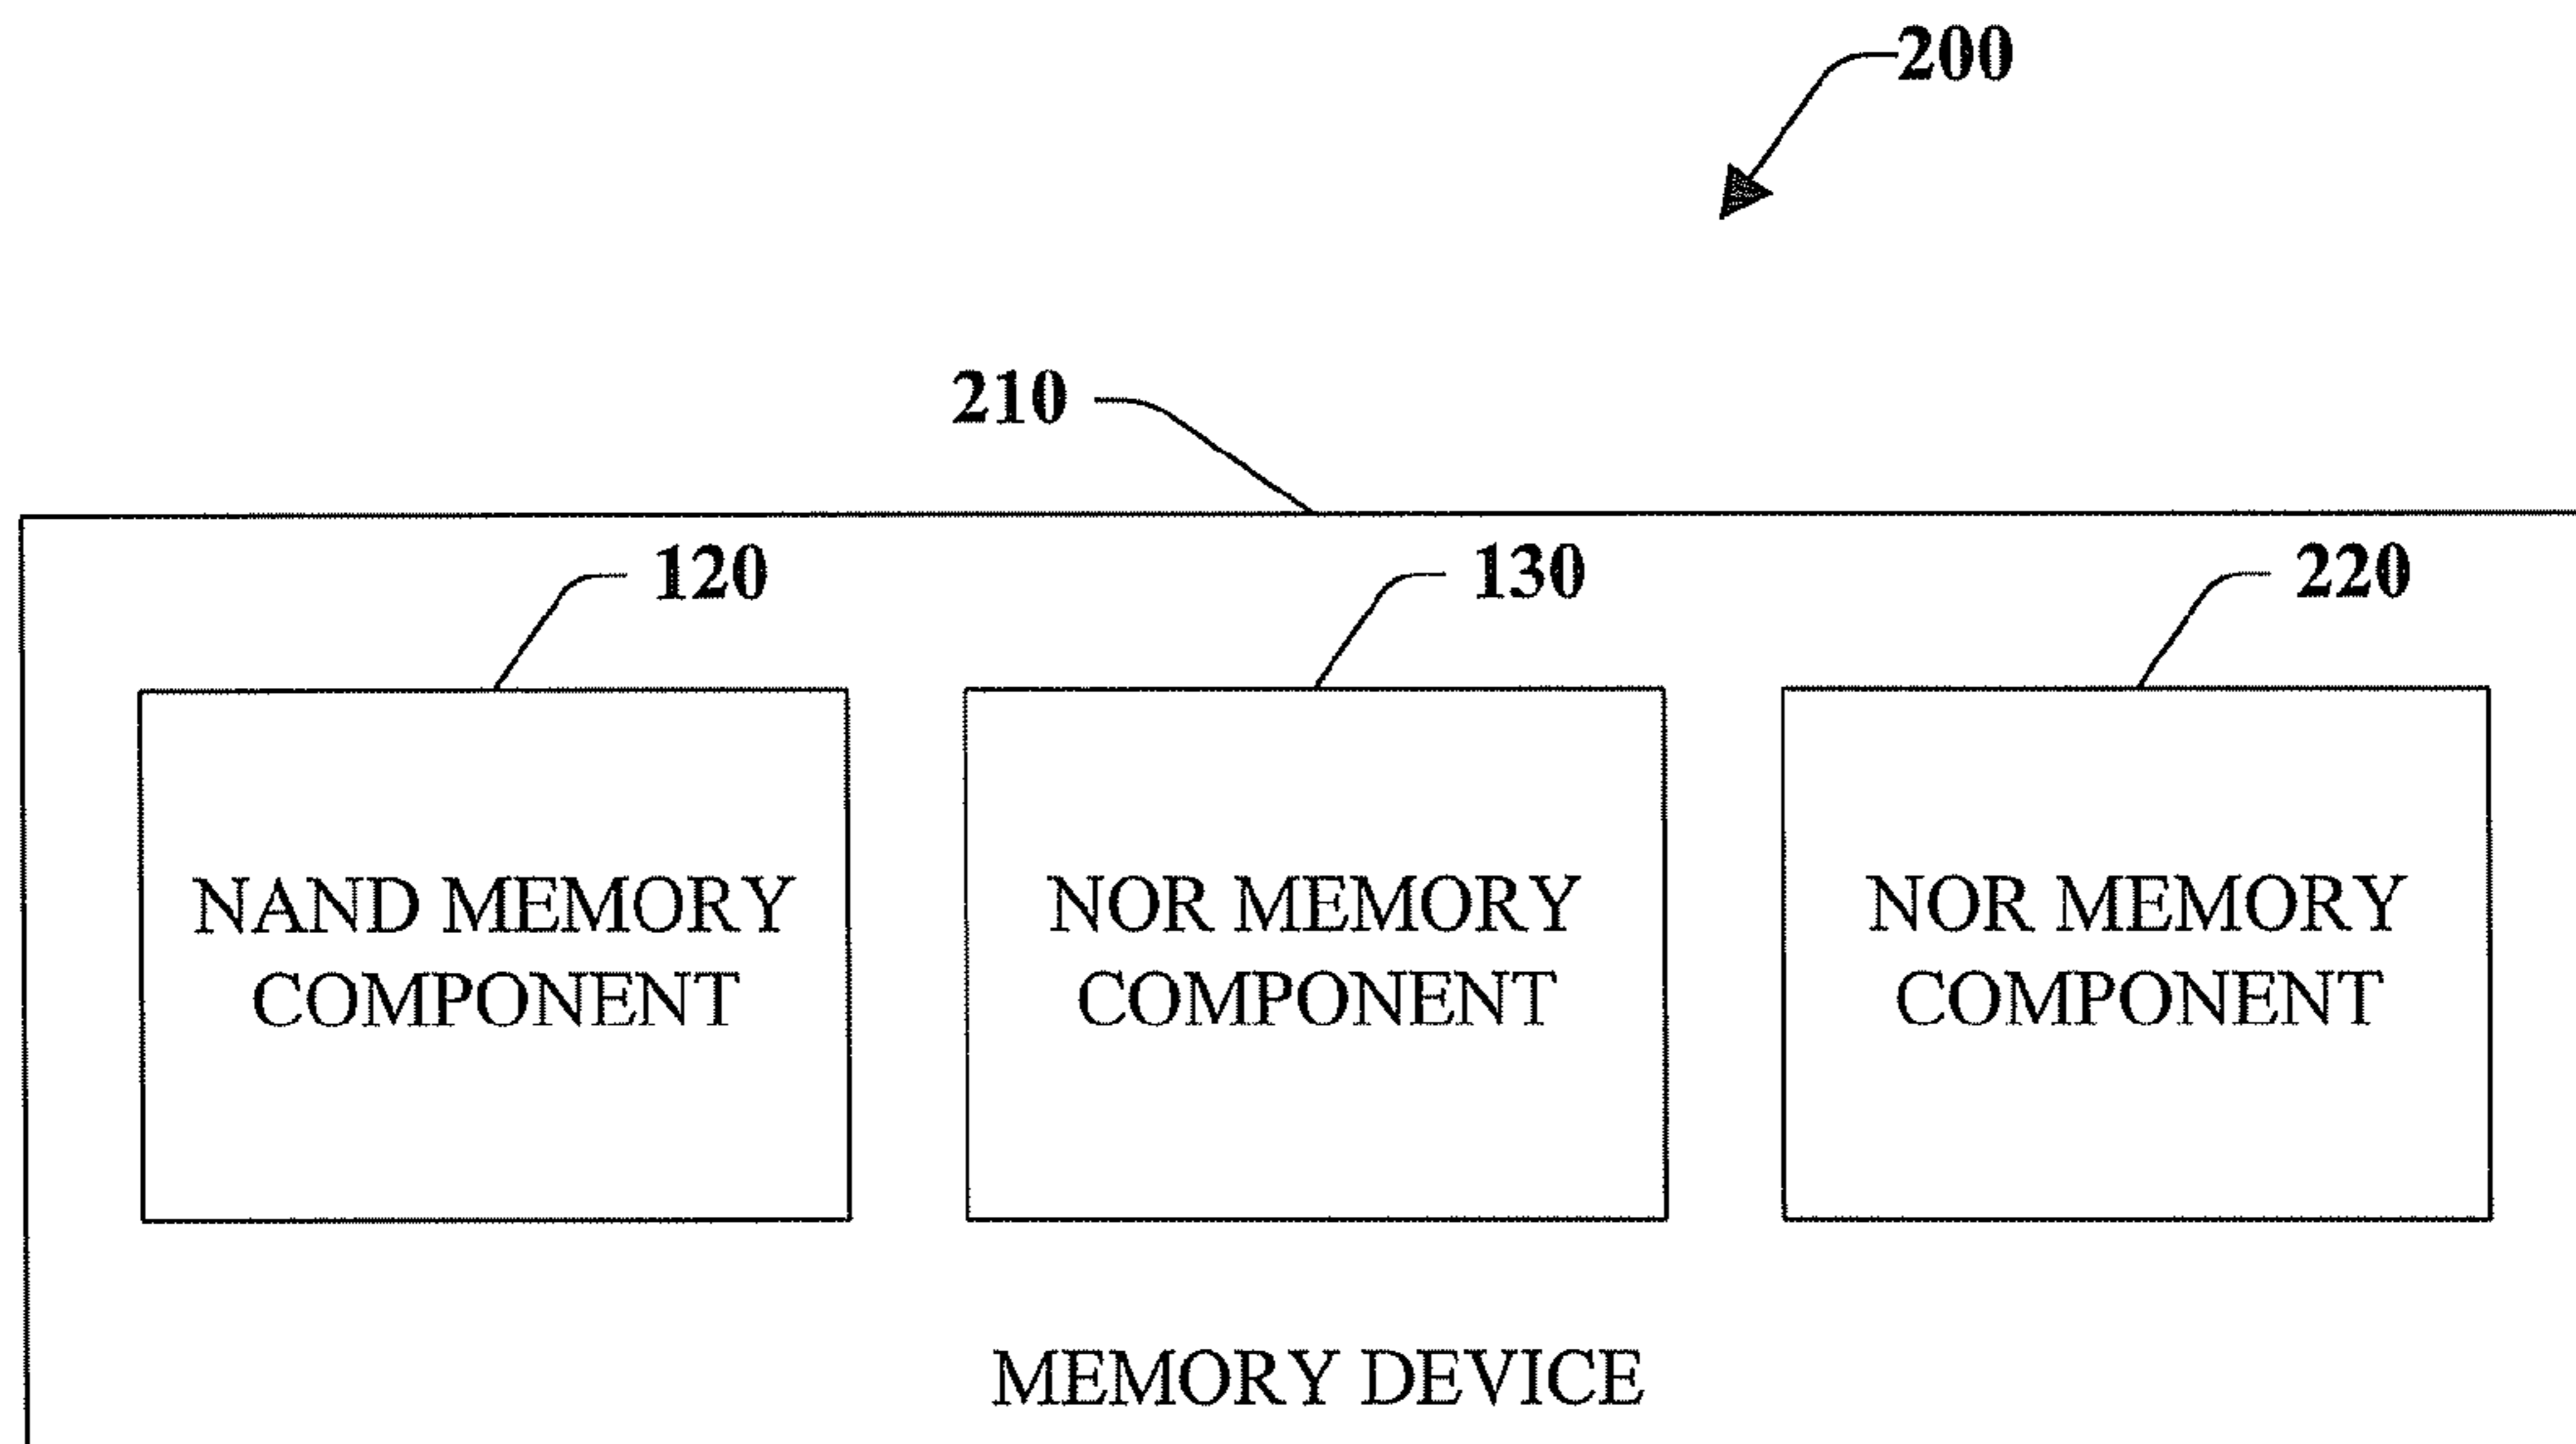 200
210
120
130
220
NAND MEMORY
COMPONENT
NOR MEMORY
COMPONENT
NOR MEMORY
COMPONENT
MEMORY DEVICE